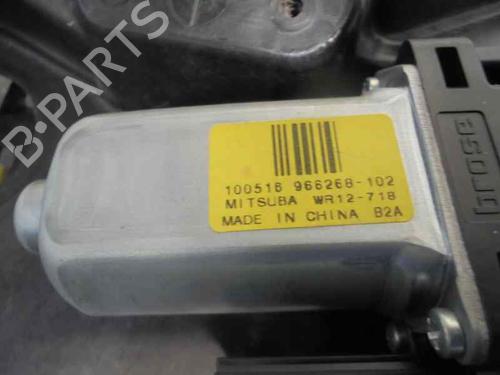 B-PARTS
100516 966268-102
MITSUBA WR12-718
MADE IN CHINA B2A
brose